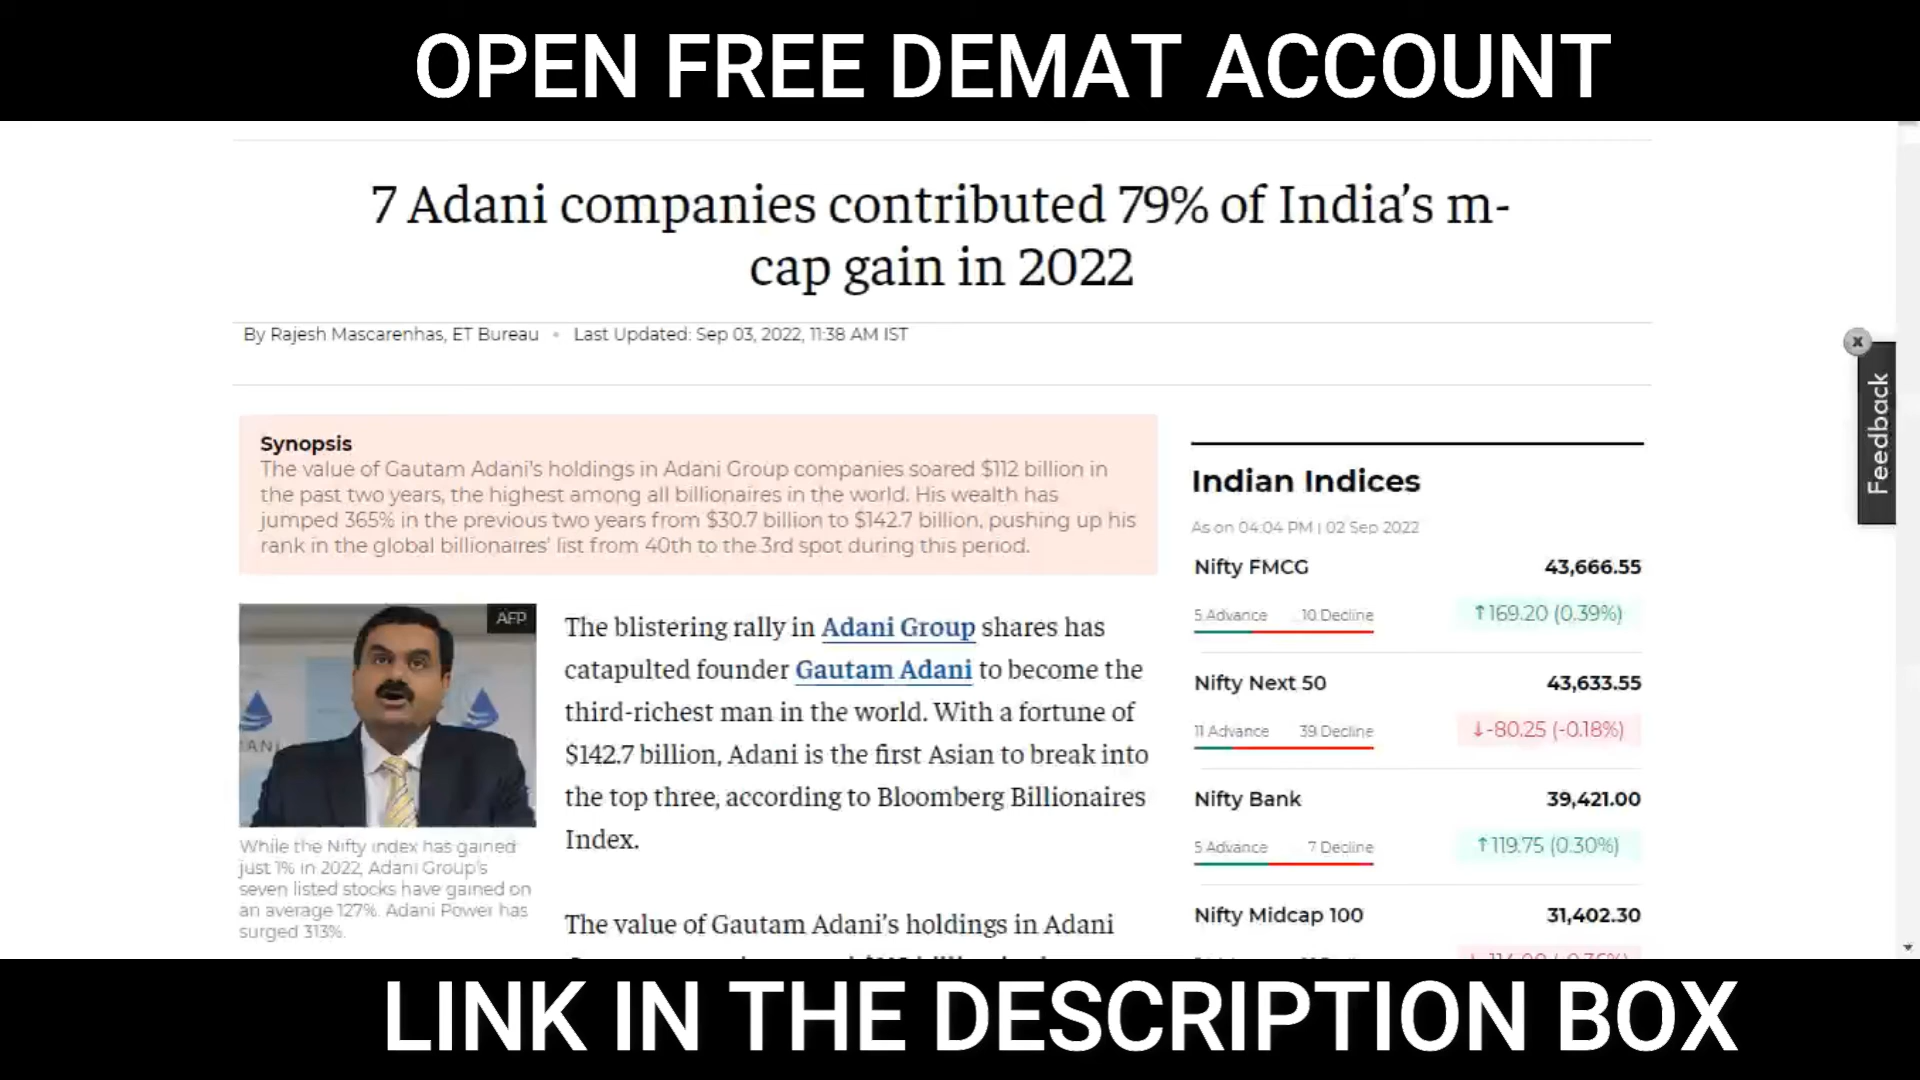 OPEN FREE DEMAT ACCOUNT
7 Adani companies contributed 79% of India's m-
cap gain in 2022
By Rajesh Mascarenhas, ET Bureau • Last Updated: Sep 03, 2022, 11:38 AM IST
x
Feedback
Synopsis
The value of Gautam Adani's holdings in Adani Group companies soared $112 billion in
the past two years, the highest among all billionaires in the world. His wealth has
jumped 365% in the previous two years from $30.7 billion to $142.7 billion, pushing up his
rank in the global billionaires' list from 40th to the 3rd spot during this period.
AFP
While the Nifty index has gained
just 1% in 2022, Adani Group's
seven listed stocks have gained on
an average 127%. Adani Power has
surged 313%.
The blistering rally in Adani Group shares has
catapulted founder Gautam Adani to become the
third-richest man in the world. With a fortune of
$142.7 billion, Adani is the first Asian to break into
the top three, according to Bloomberg Billionaires
Index.
The value of Gautam Adani's holdings in Adani
Indian Indices
As on 04:04 PM | 02 Sep 2022
Nifty FMCG 43,666.55
5 Advance 10 Decline ↑169.20 (0.39%)
Nifty Next 50 43,633.55
11 Advance 39 Decline ↓-80.25 (-0.18%)
Nifty Bank 39,421.00
5 Advance 7 Decline ↑119.75 (0.30%)
Nifty Midcap 100 31,402.30
LINK IN THE DESCRIPTION BOX